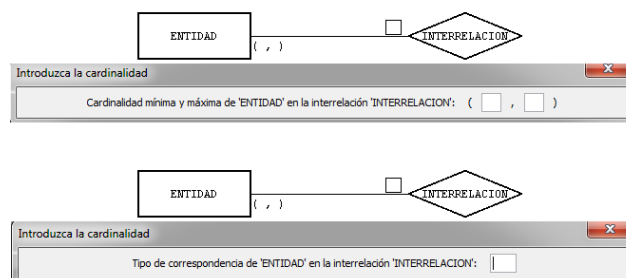 ENTIDAD
INTERRELACION
( , )
Introduzca la cardinalidad
Cardinalidad mínima y máxima de 'ENTIDAD' en la interrelación 'INTERRELACION': ( , )
ENTIDAD
INTERRELACION
( , )
Introduzca la cardinalidad
Tipo de correspondencia de 'ENTIDAD' en la interrelación 'INTERRELACION':